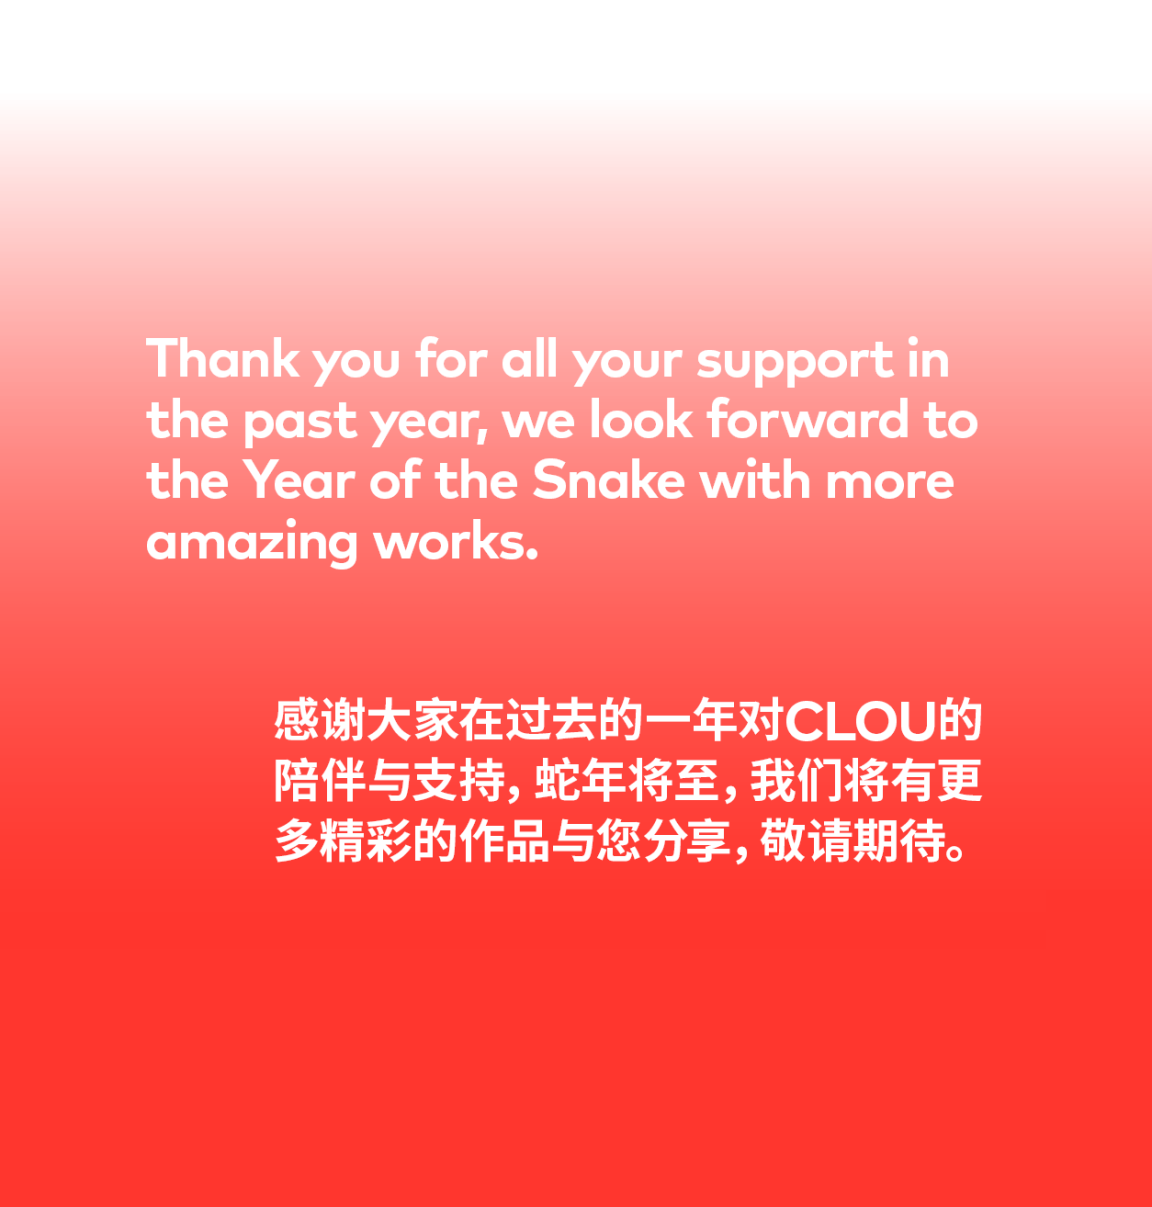 Thank you for all your support in
the past year, we look forward to
the Year of the Snake with more
amazing works.
感谢大家在过去的一年对CLOU的
陪伴与支持，蛇年将至，我们将有更
多精彩的作品与您分享，敬请期待。